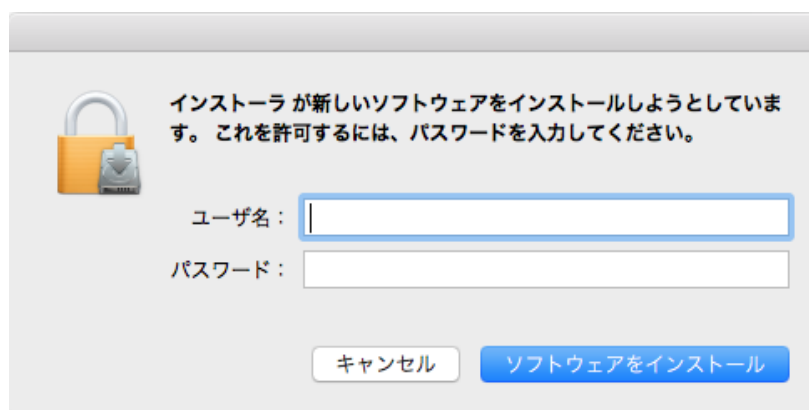 インストーラ が新しいソフトウェアをインストールしようとしていま
す。 これを許可するには、パスワードを入力してください。
ユーザ名：
パスワード：
キャンセル
ソフトウェアをインストール